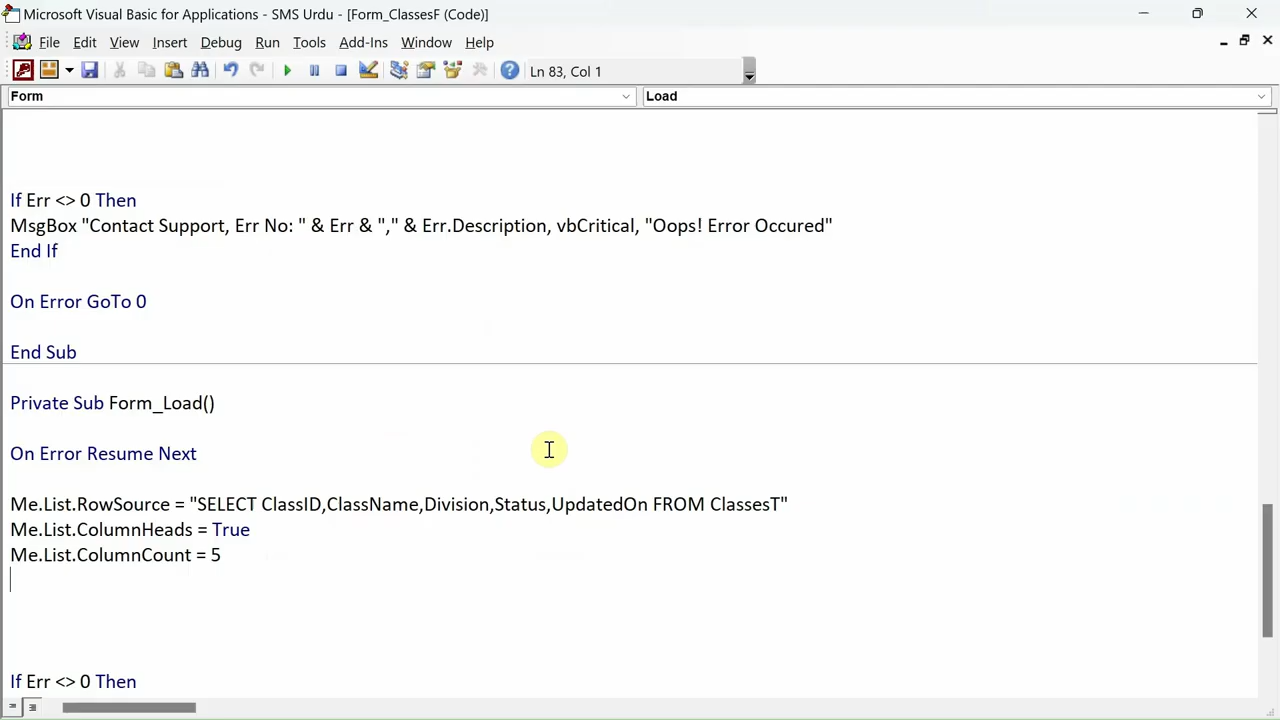 Microsoft Visual Basic for Applications - SMS Urdu - [Form_ClassesF (Code)]
File Edit View Insert Debug Run Tools Add-Ins Window Help
Ln 83, Col 1
Form Load
If Err <> 0 Then
MsgBox "Contact Support, Err No: " & Err & "," & Err.Description, vbCritical, "Oops! Error Occured"
End If
On Error GoTo 0
End Sub
Private Sub Form_Load()
On Error Resume Next
Me.List.RowSource = "SELECT ClassID,ClassName,Division,Status,UpdatedOn FROM ClassesT"
Me.List.ColumnHeads = True
Me.List.ColumnCount = 5
If Err <> 0 Then